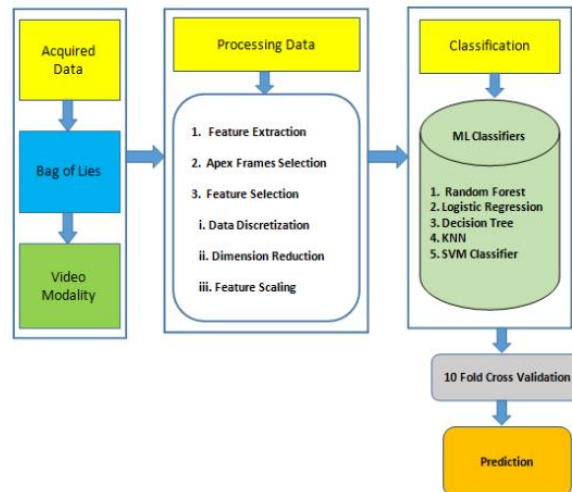 Acquired
Data
Bag of Lies
Video
Modality
Processing Data
1. Feature Extraction
2. Apex Frames Selection
3. Feature Selection
i. Data Discretization
ii. Dimension Reduction
iii. Feature Scaling
Classification
ML Classifiers
1. Random Forest
2. Logistic Regression
3. Decision Tree
4. KNN
5. SVM Classifier
10 Fold Cross Validation
Prediction